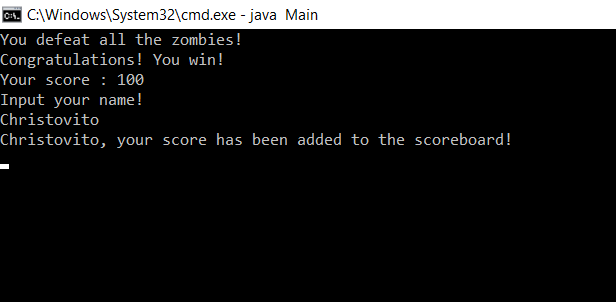 C:\Windows\System32\cmd.exe - java  Main
You defeat all the zombies!
Congratulations! You win!
Your score : 100
Input your name!
Christovito
Christovito, your score has been added to the scoreboard!